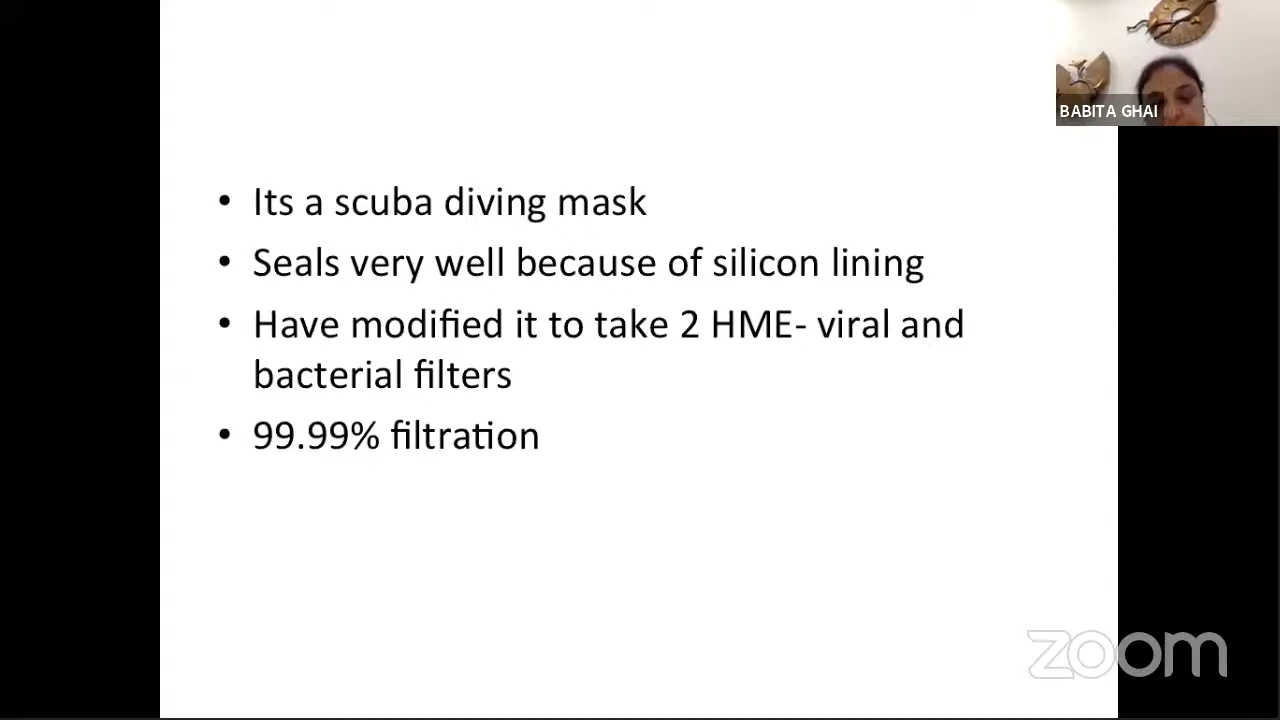 BABITA GHAI
• Its a scuba diving mask
• Seals very well because of silicon lining
• Have modified it to take 2 HME- viral and
bacterial filters
• 99.99% filtration
zoom